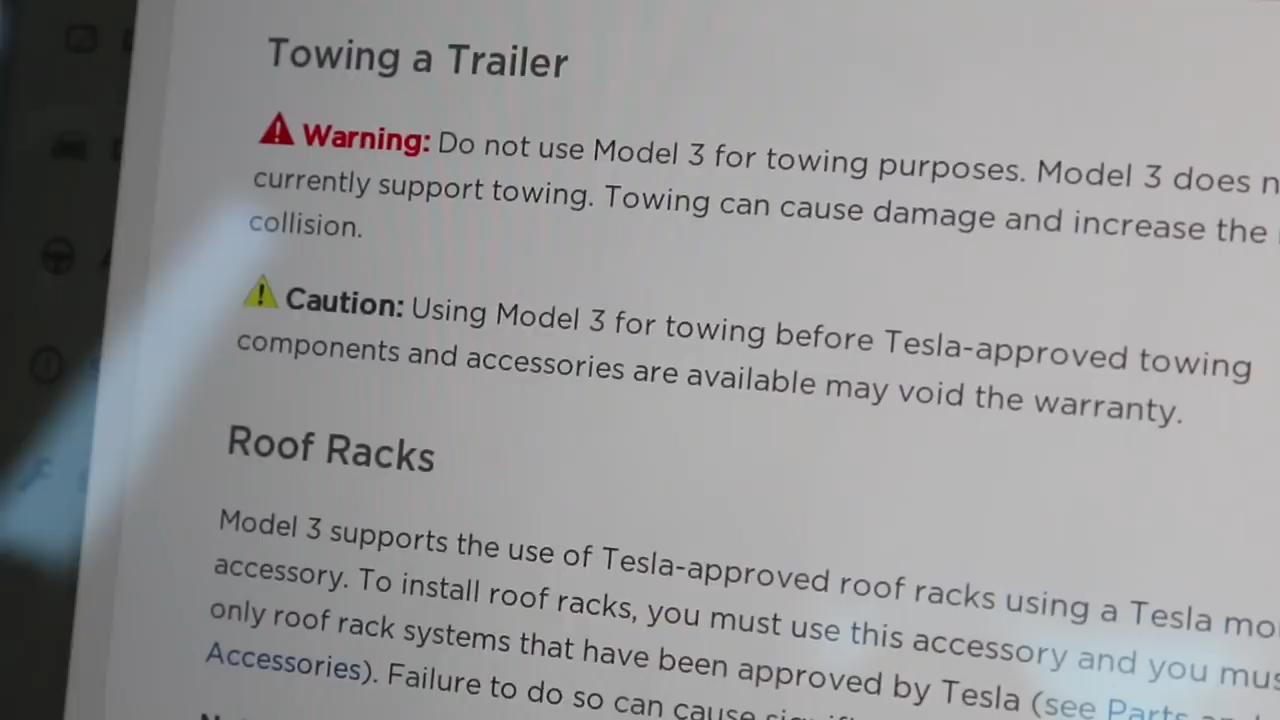 Towing a Trailer
Warning: Do not use Model 3 for towing purposes. Model 3 does
currently support towing. Towing can cause damage and increase the
collision.
Caution: Using Model 3 for towing before Tesla-approved towing
components and accessories are available may void the warranty.
Roof Racks
Model 3 supports the use of Tesla-approved roof racks using a Tesla
accessory. To install roof racks, you must use this accessory and you
only roof rack systems that have been approved by Tesla (see Parts
Accessories). Failure to do so can cause